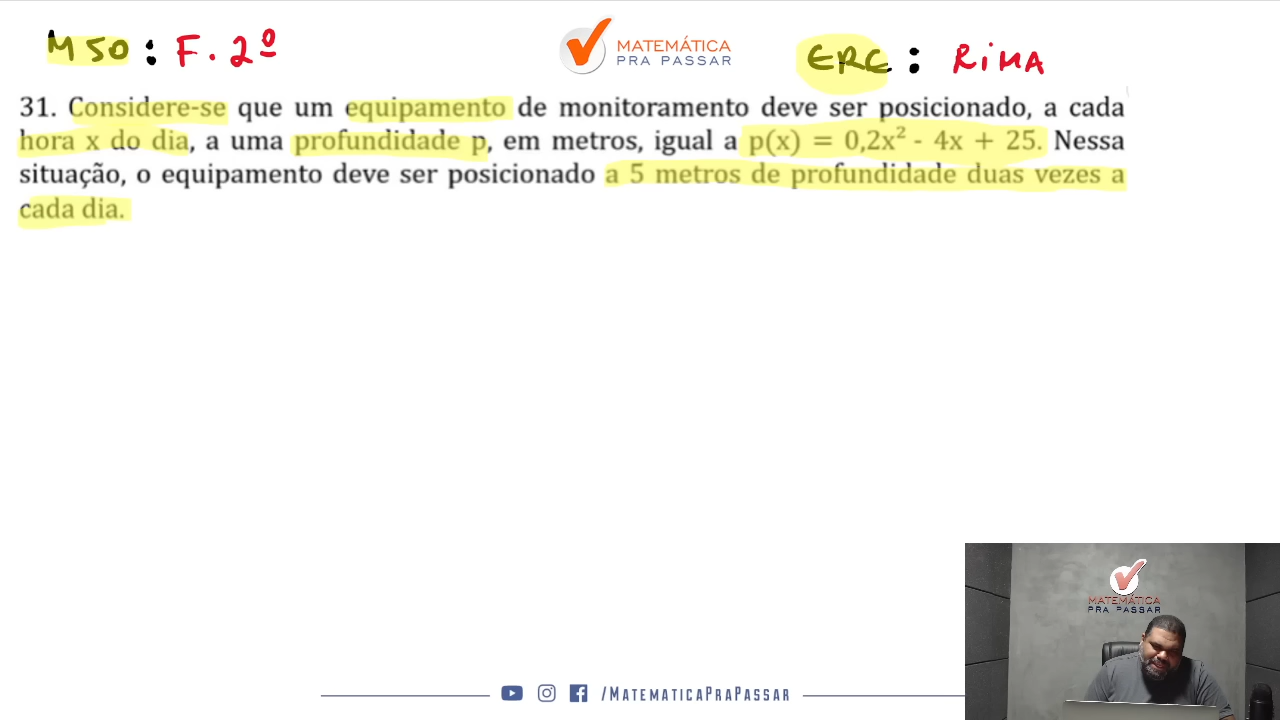 M50 : F. 2º
MATEMÁTICA
PRA PASSAR
ERC : RiMA
31. Considere-se que um equipamento de monitoramento deve ser posicionado, a cada
hora x do dia, a uma profundidade p, em metros, igual a p(x) = 0,2x² - 4x + 25. Nessa
situação, o equipamento deve ser posicionado a 5 metros de profundidade duas vezes a
cada dia.
MATEMÁTICA
PRA PASSAR
/MATEMATICAPRAPASSAR